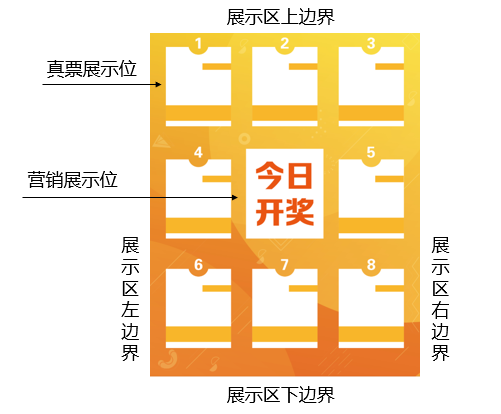 展示区上边界
1
2
3
真票展示位
4
今日
开奖
5
营销展示位
展示区左边界
展示区右边界
6
7
8
展示区下边界